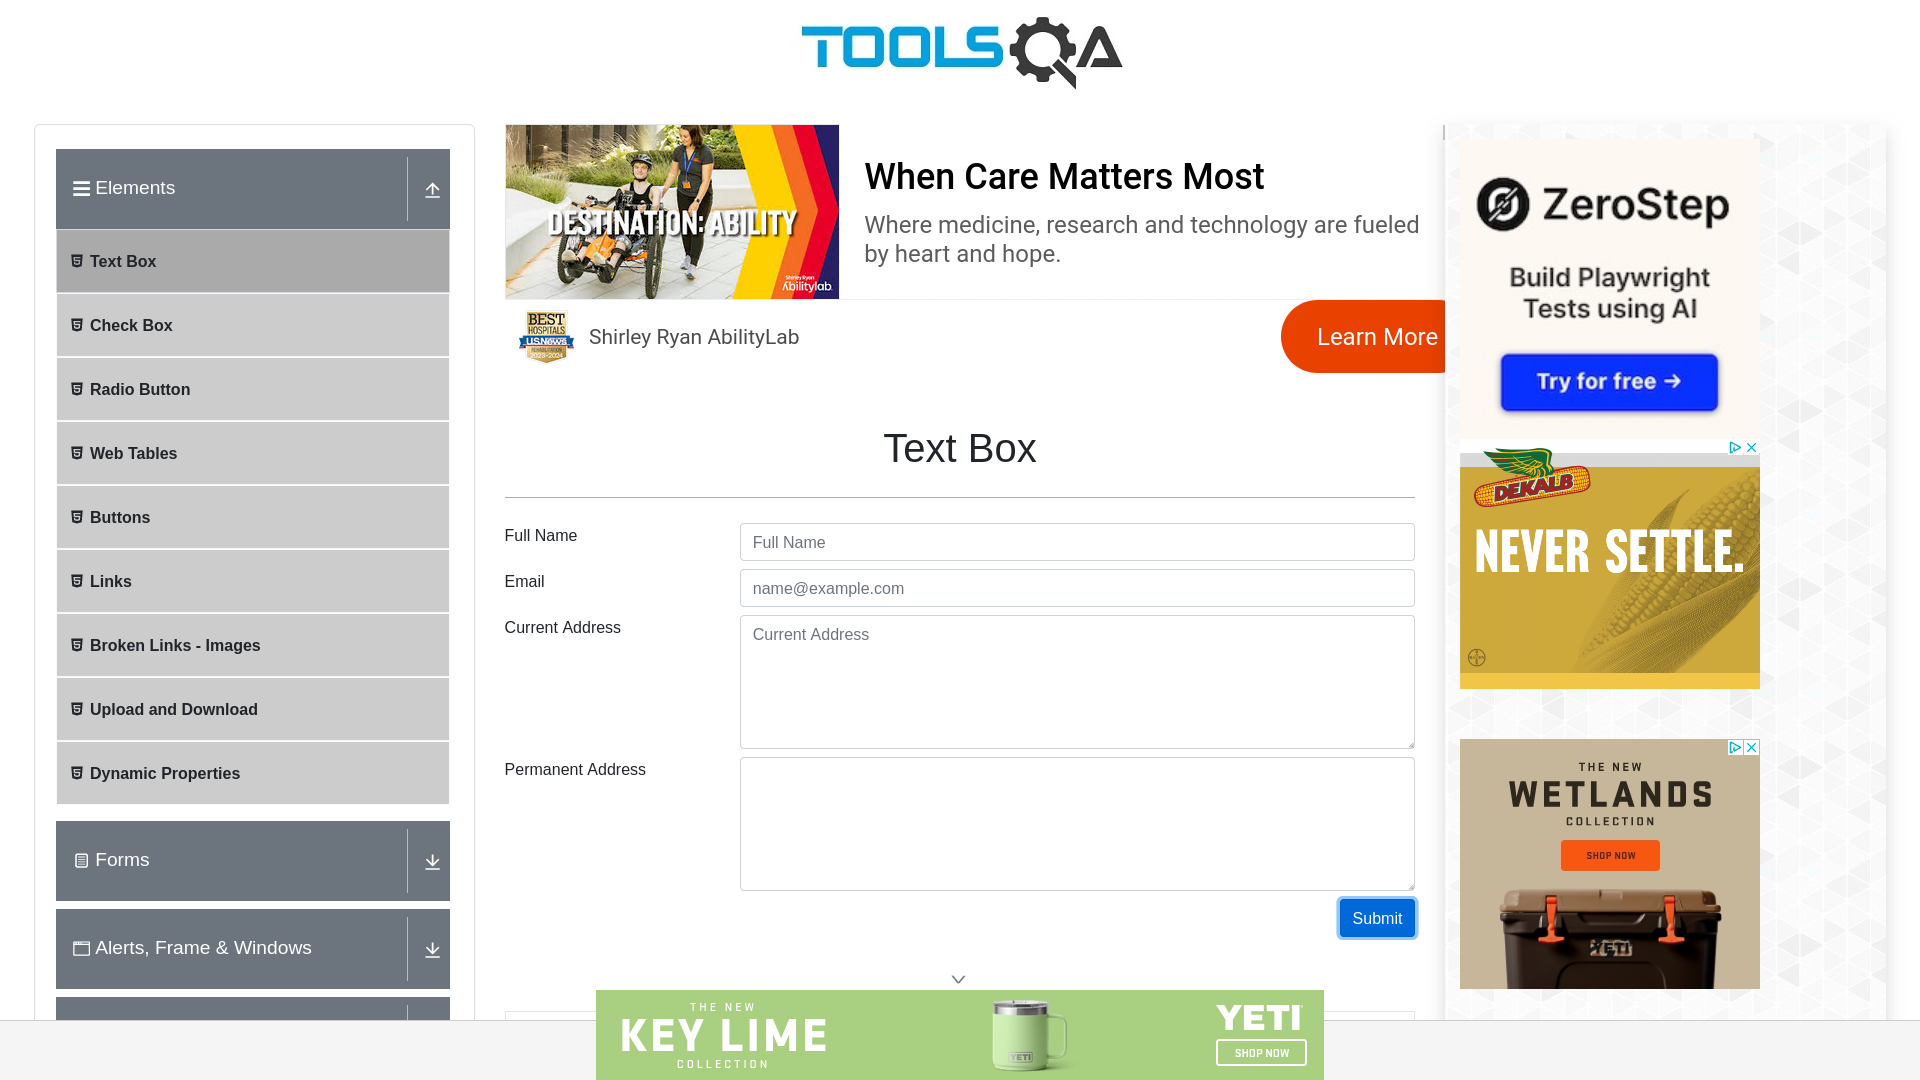 TOOLSQA
Elements
Text Box
Check Box
Radio Button
Web Tables
Buttons
Links
Broken Links - Images
Upload and Download
Dynamic Properties
Forms
Alerts, Frame & Windows
DESTINATION: ABILITY
Shirley Ryan
Abilitylab.
When Care Matters Most
Where medicine, research and technology are fueled
by heart and hope.
BEST
HOSPITALS
U.S.News
REHABILITATION
2023-2024
Shirley Ryan AbilityLab
Learn More
Text Box
Full Name
Full Name
Email
name@example.com
Current Address
Current Address
Permanent Address
Submit
ZeroStep
Build Playwright
Tests using AI
Try for free →
DEKALB
NEVER SETTLE.
THE NEW
WETLANDS
COLLECTION
SHOP NOW
YETI
THE NEW
KEY LIME
COLLECTION
YETI
YETI
SHOP NOW